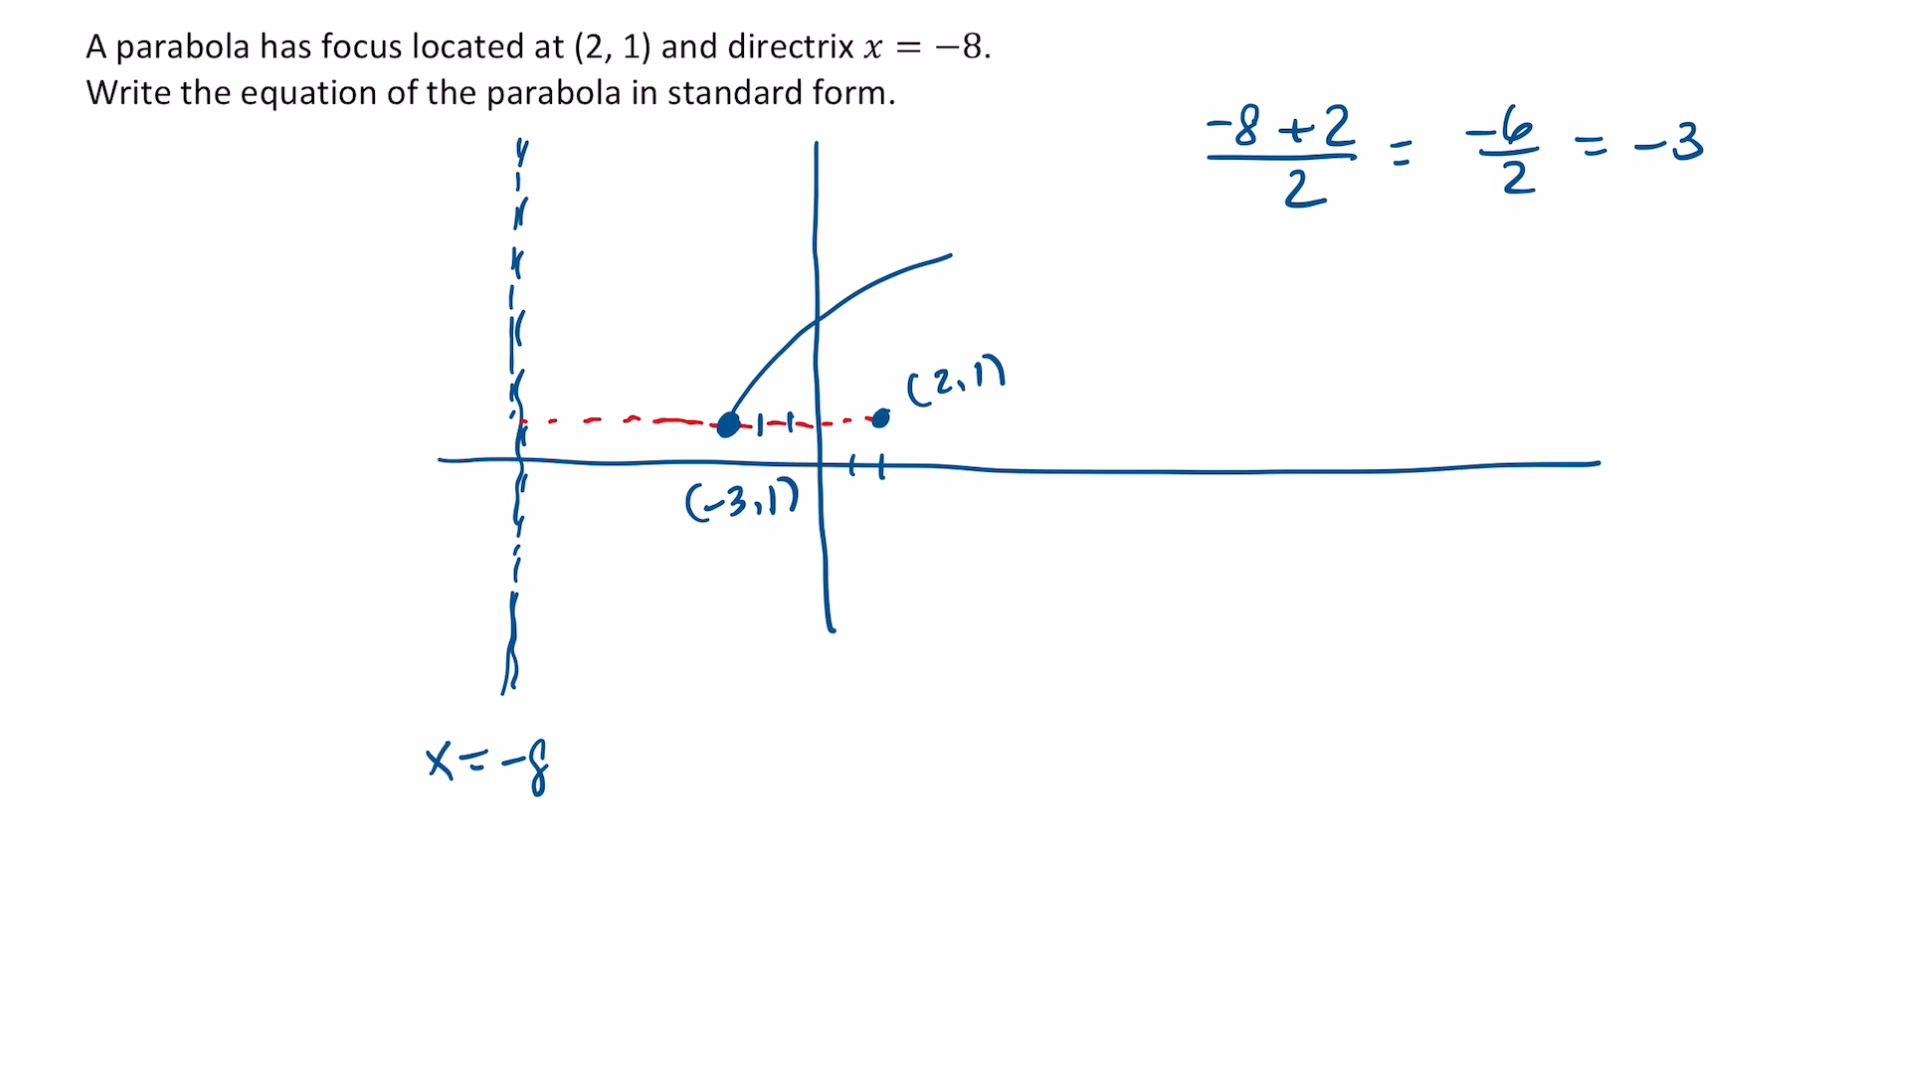 A parabola has focus located at (2, 1) and directrix x = −8.
Write the equation of the parabola in standard form.
-8 + 2 / 2 = -6 / 2 = -3
(2,1)
(-3,1)
x = -8